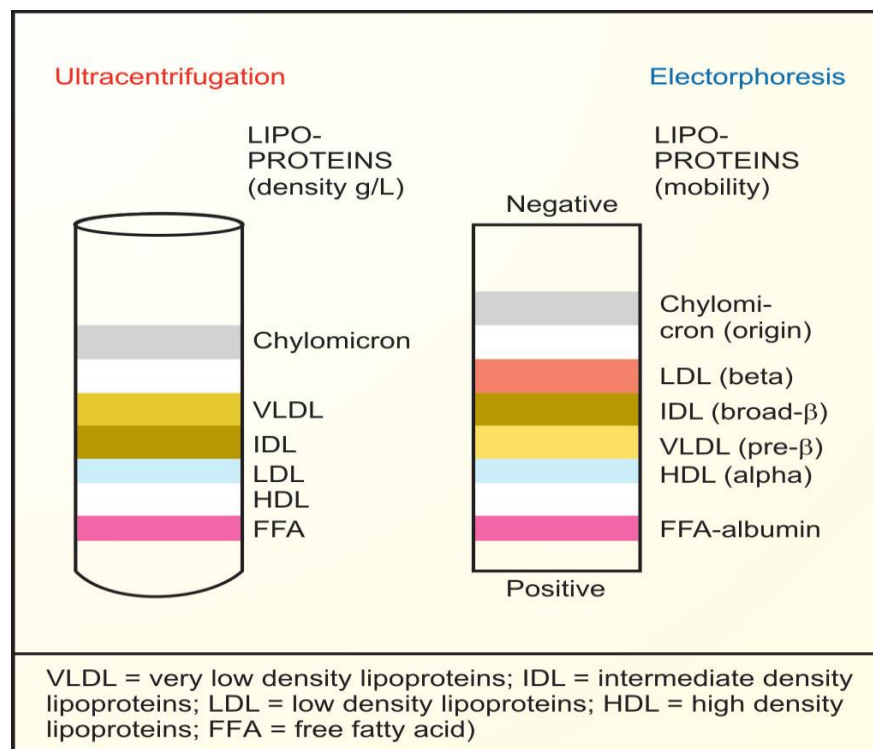 Ultracentrifugation
LIPO-
PROTEINS
(density g/L)
Chylomicron
VLDL
IDL
LDL
HDL
FFA
Electorphoresis
LIPO-
PROTEINS
(mobility)
Negative
Chylomi-
cron (origin)
LDL (beta)
IDL (broad-β)
VLDL (pre-β)
HDL (alpha)
FFA-albumin
Positive
VLDL = very low density lipoproteins; IDL = intermediate density
lipoproteins; LDL = low density lipoproteins; HDL = high density
lipoproteins; FFA = free fatty acid)